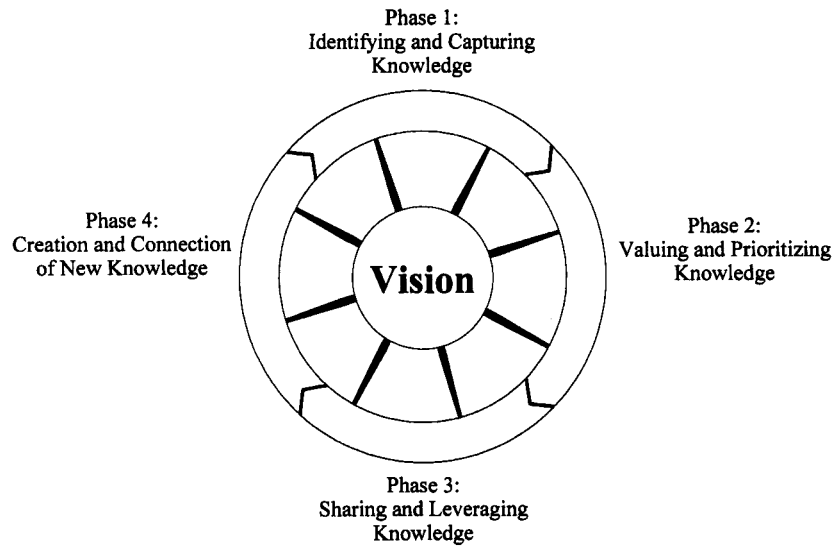 Phase 1:
Identifying and Capturing
Knowledge
Phase 2:
Valuing and Prioritizing
Knowledge
Phase 3:
Sharing and Leveraging
Knowledge
Phase 4:
Creation and Connection
of New Knowledge
Vision